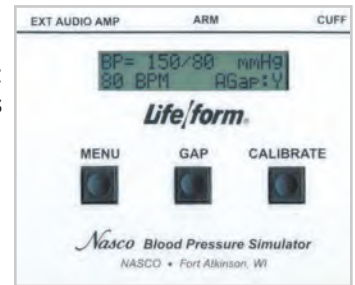 EXT AUDIO AMP ARM CUFF
BP= 150/80 mmHg
80 BPM AGap:Y
Life/form®
MENU GAP CALIBRATE
Nasco Blood Pressure Simulator
NASCO • Fort Atkinson, WI